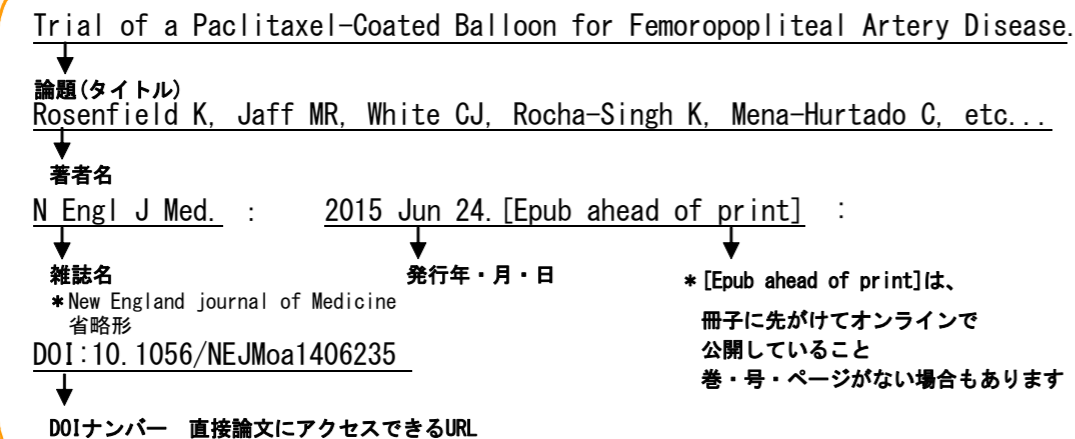 Trial of a Paclitaxel-Coated Balloon for Femoropopliteal Artery Disease.
論題(タイトル)
Rosenfield K, Jaff MR, White CJ, Rocha-Singh K, Mena-Hurtado C, etc...
著者名
N Engl J Med. : 2015 Jun 24.[Epub ahead of print] :
雑誌名
発行年・月・日
*[Epub ahead of print]は、
*New England journal of Medicine
省略形
冊子に先がけてオンラインで
公開していること
巻・号・ページがない場合もあります
DOI:10.1056/NEJMoa1406235
DOIナンバー 直接論文にアクセスできるURL